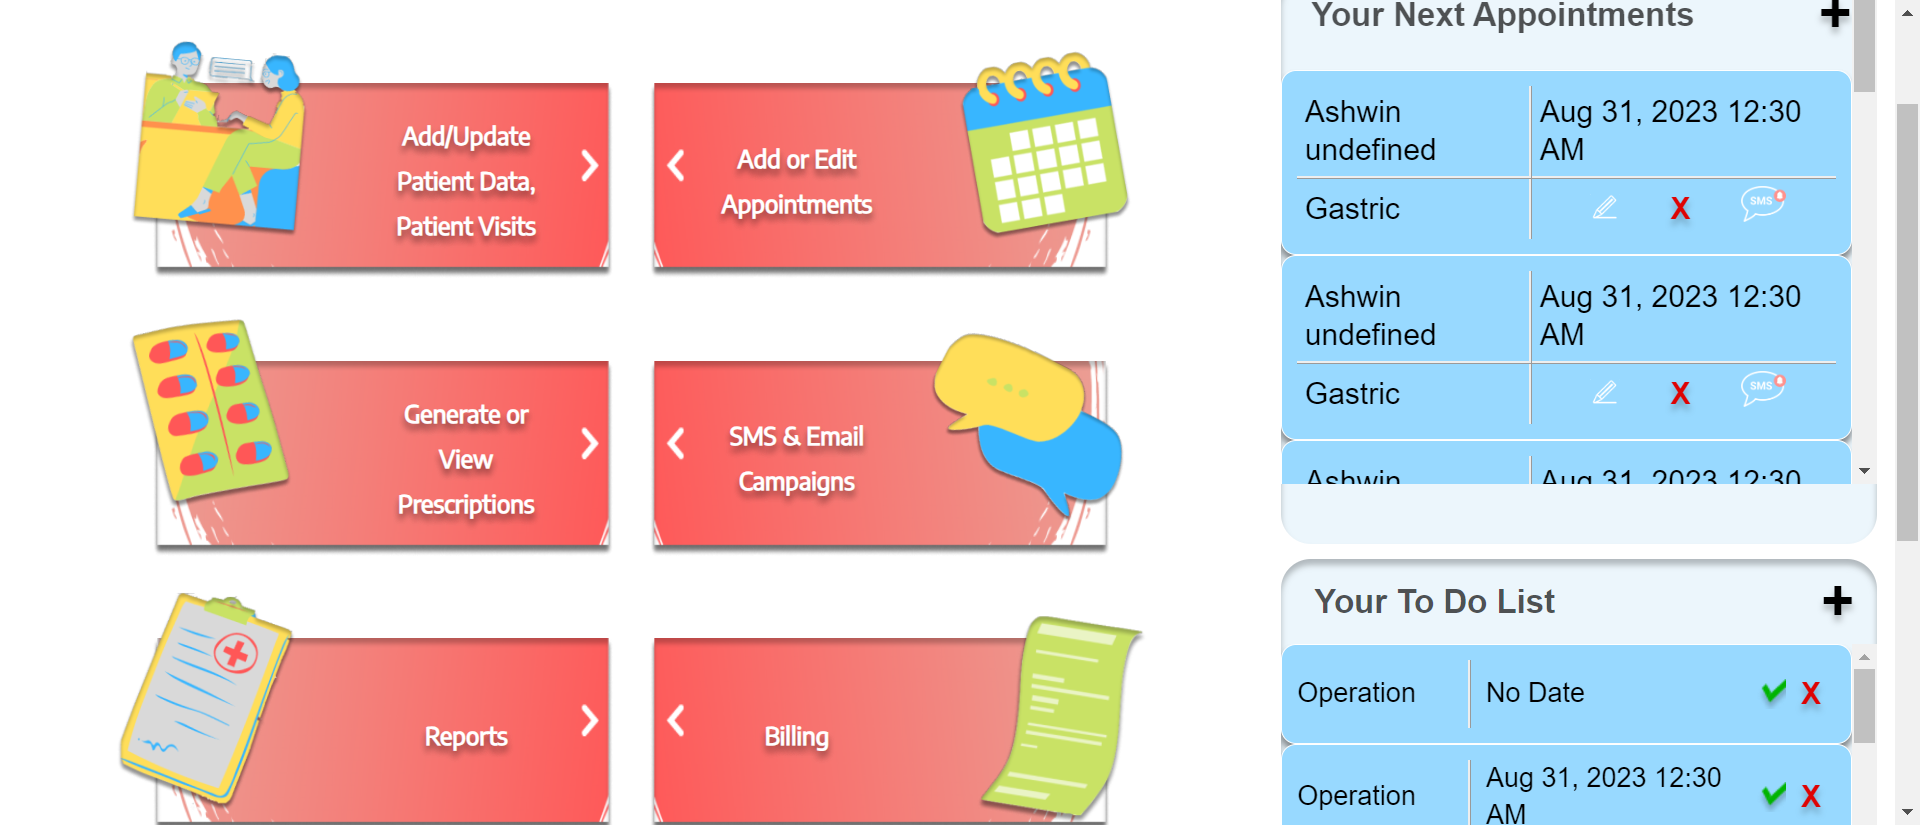 Add/Update
Patient Data,
Patient Visits
Add or Edit
Appointments
Generate or
View
Prescriptions
SMS & Email
Campaigns
Reports
Billing
Your Next Appointments
+
Ashwin
undefined
Aug 31, 2023 12:30
AM
Gastric
X
SMS
Ashwin
undefined
Aug 31, 2023 12:30
AM
Gastric
X
SMS
Ashwin
Aug 31, 2023 12:30
Your To Do List
+
Operation
No Date
X
Operation
Aug 31, 2023 12:30
AM
X